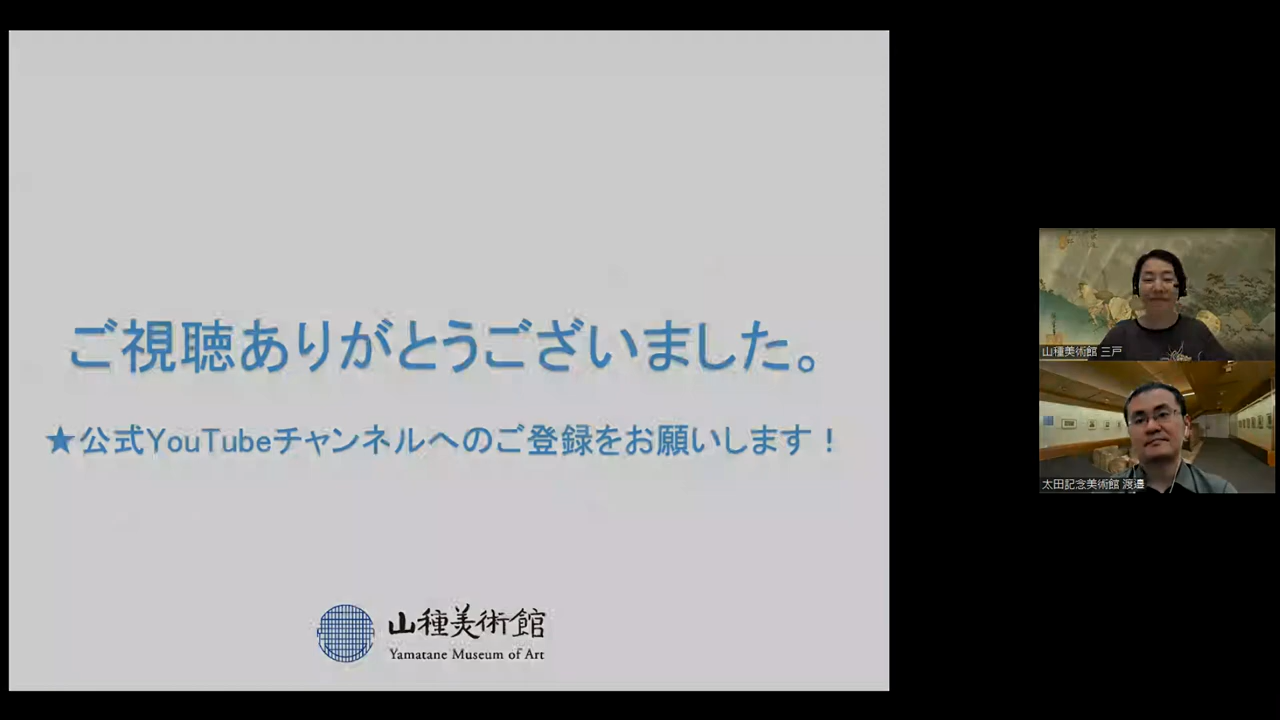 ご視聴ありがとうございました。
★公式YouTubeチャンネルへのご登録をお願いします！
山種美術館
Yamatane Museum of Art
山種美術館 三戸
太田記念美術館 渡邉